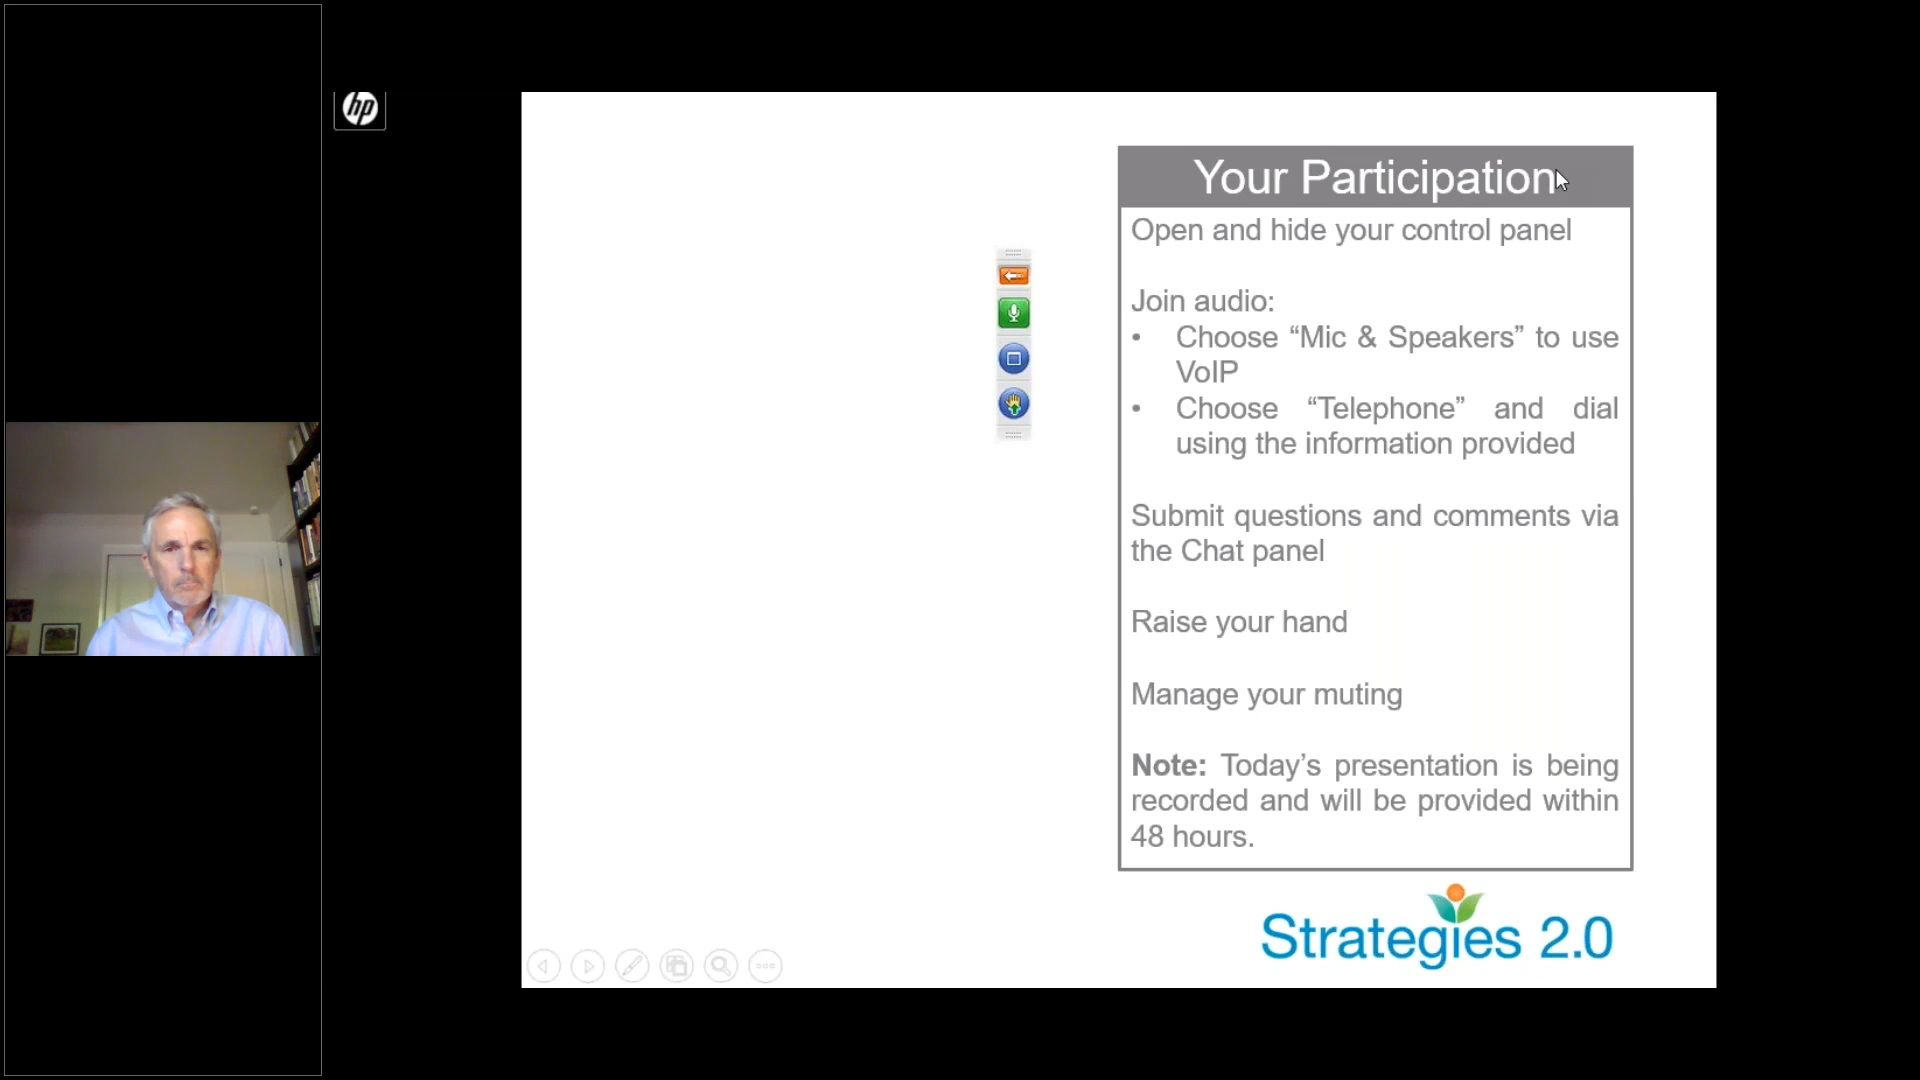 hp
Your Participation
Open and hide your control panel
Join audio:
• Choose “Mic & Speakers” to use
VoIP
• Choose “Telephone” and dial
using the information provided
Submit questions and comments via
the Chat panel
Raise your hand
Manage your muting
Note: Today’s presentation is being
recorded and will be provided within
48 hours.
Strategies 2.0